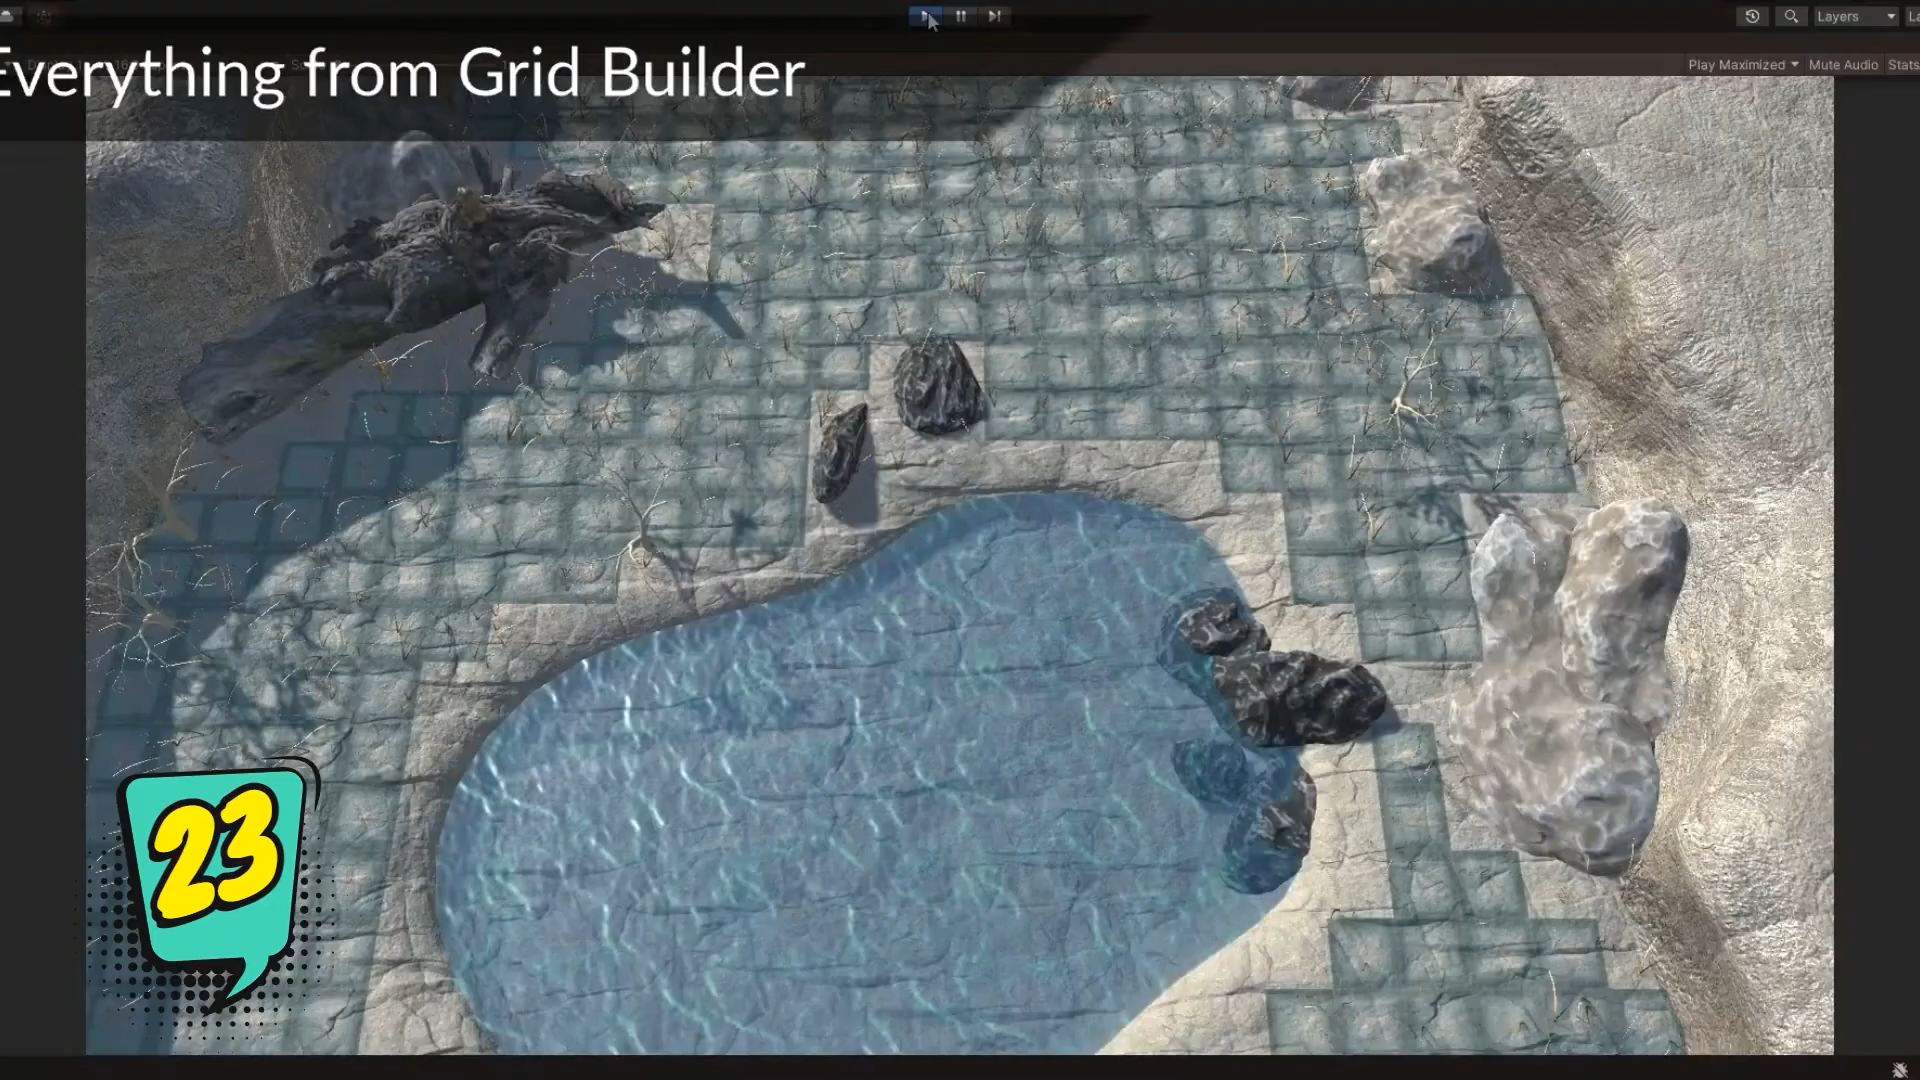 Layers
Everything from Grid Builder
Play Maximized
Mute Audio
Stats
23